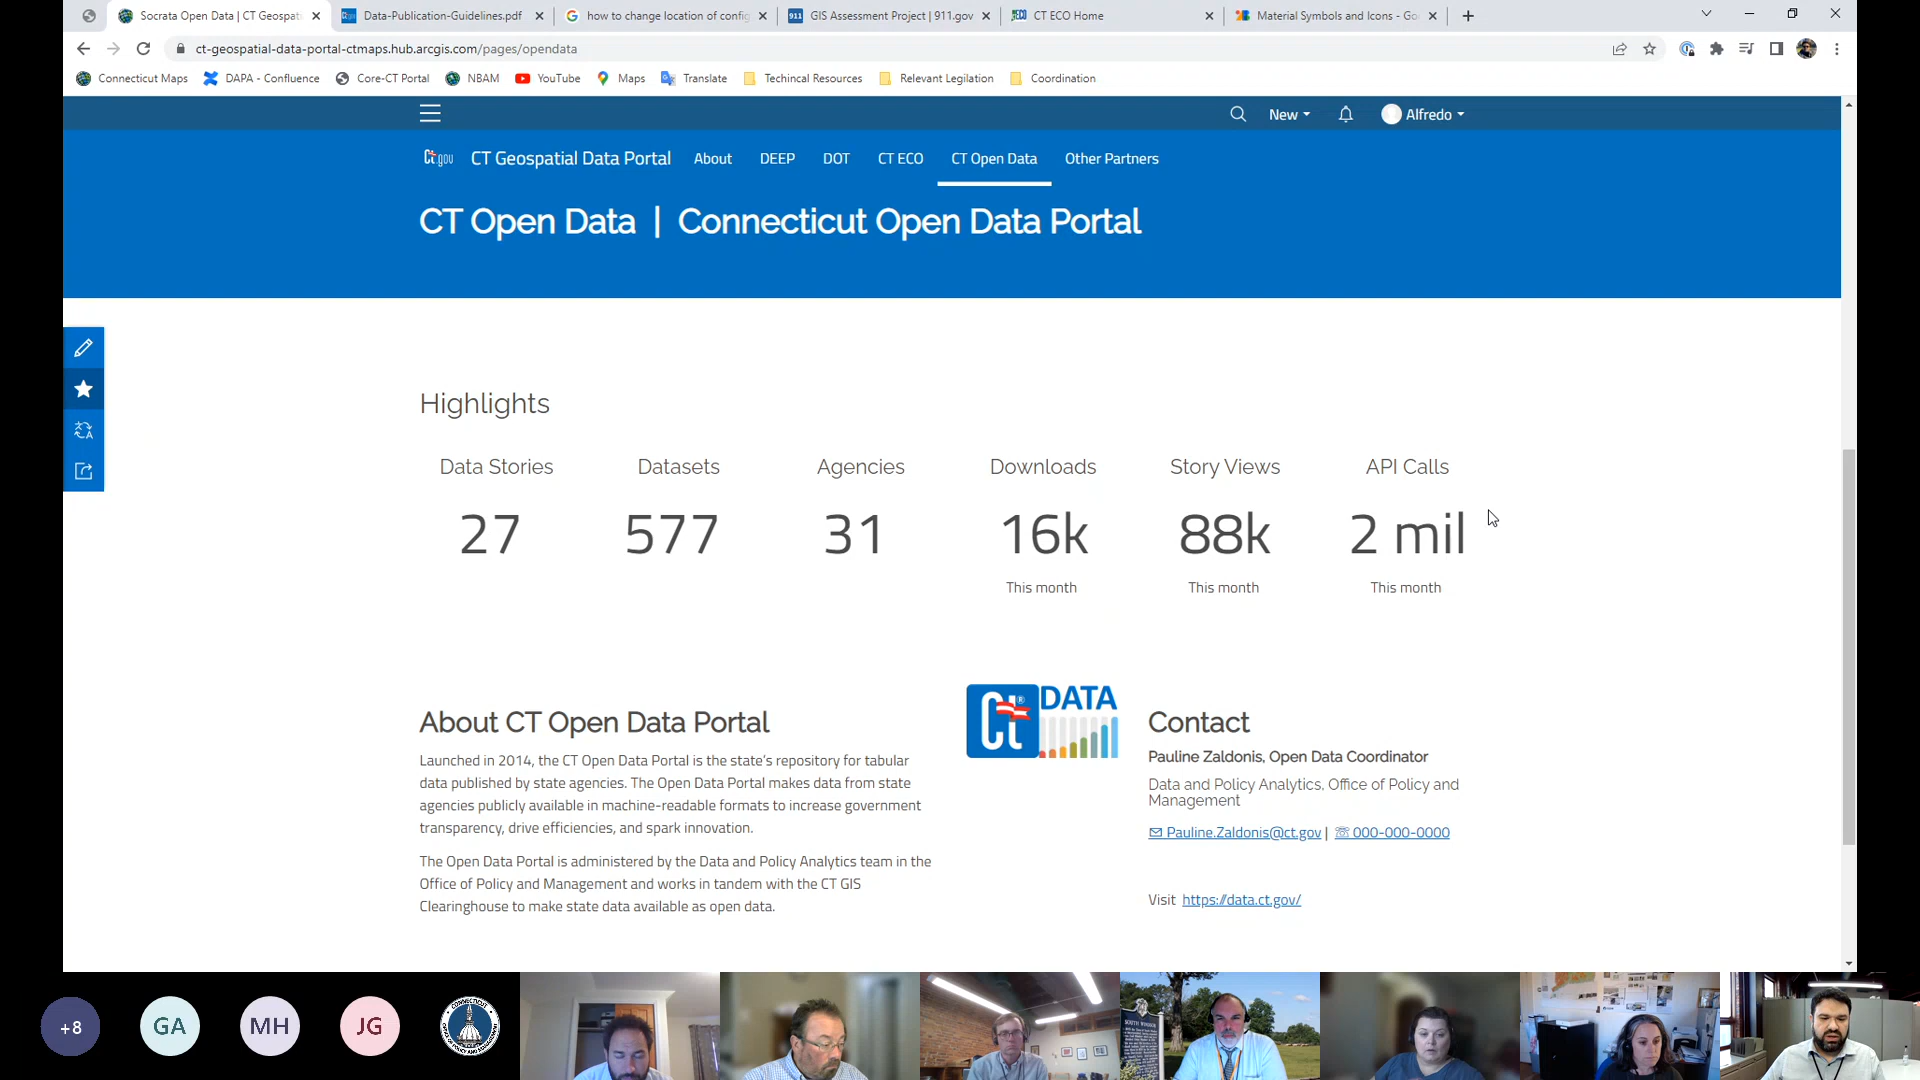 Socrata Open Data | CT Geospati
Data-Publication-Guidelines.pdf
how to change location of config
GIS Assessment Project | 911.gov
CT ECO Home
Material Symbols and Icons - Go
ct-geospatial-data-portal-ctmaps.hub.arcgis.com/pages/opendata
Connecticut Maps
DAPA - Confluence
Core-CT Portal
NBAM
YouTube
Maps
Translate
Techincal Resources
Relevant Legilation
Coordination
New
Alfredo
Ct.gov
CT Geospatial Data Portal
About
DEEP
DOT
CT ECO
CT Open Data
Other Partners
CT Open Data | Connecticut Open Data Portal
Highlights
Data Stories
Datasets
Agencies
Downloads
Story Views
API Calls
27
577
31
16k
88k
2 mil
This month
This month
This month
About CT Open Data Portal
Launched in 2014, the CT Open Data Portal is the state's repository for tabular
data published by state agencies. The Open Data Portal makes data from state
agencies publicly available in machine-readable formats to increase government
transparency, drive efficiencies, and spark innovation.
The Open Data Portal is administered by the Data and Policy Analytics team in the
Office of Policy and Management and works in tandem with the CT GIS
Clearinghouse to make state data available as open data.
Ct®
DATA
Contact
Pauline Zaldonis, Open Data Coordinator
Data and Policy Analytics. Office of Policy and
Management
Pauline.Zaldonis@ct.gov | 000-000-0000
Visit https://data.ct.gov/
+8
GA
MH
JG
CONNECTICUT
SOUTH WINDSOR